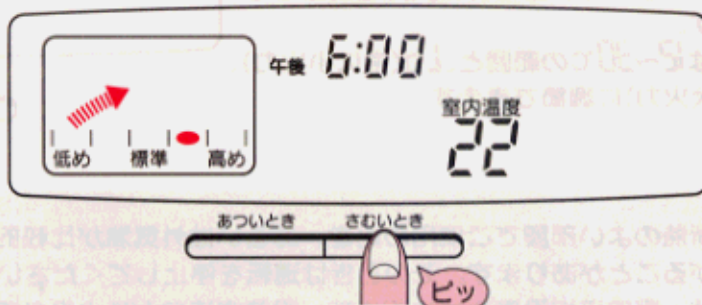 午後 6:00
室内温度
22
低め 標準 高め
あついとき さむいとき
ピッ